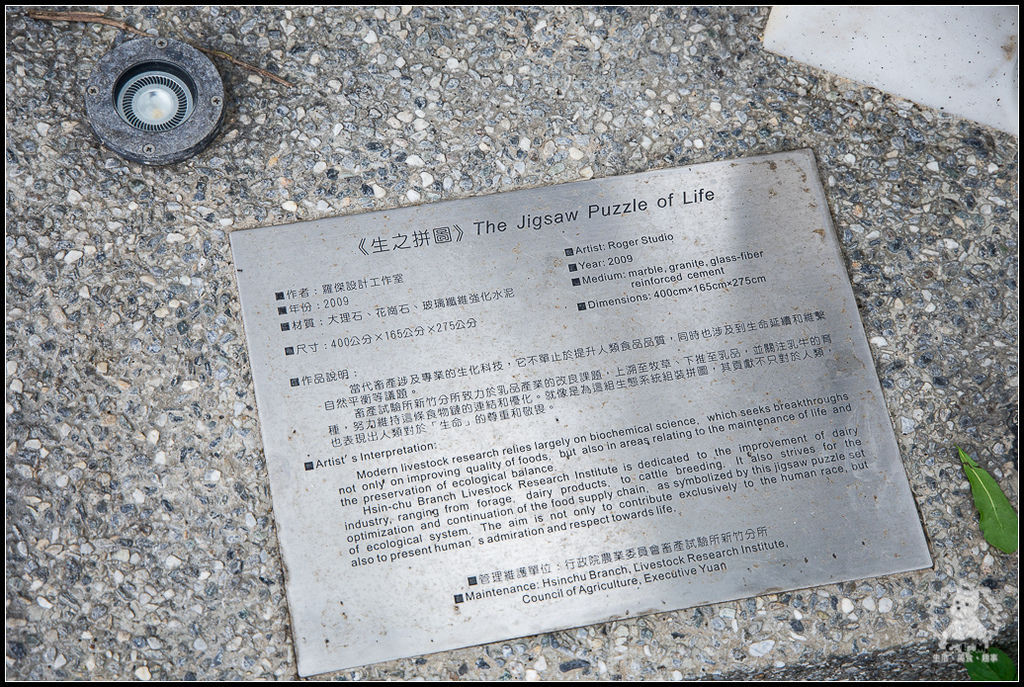 《生之拼圖》The Jigsaw Puzzle of Life
■作者：羅傑設計工作室
■年份：2009
■材質：大理石、花崗石、玻璃纖維強化水泥
■尺寸：400公分×165公分×275公分
■Artist: Roger Studio
■Year: 2009
■Medium: marble, granite, glass-fiber
reinforced cement
■Dimensions: 400cm×165cm×275cm
■作品說明：
當代畜產涉及專業的生化科技，它不單止於提升人類食品品質，同時也涉及到生命延續和維繫
自然平衡等議題。
畜產試驗所新竹分所致力於乳品產業的改良課題，上溯至牧草、下推至乳品，並關注乳牛的育
種，努力維持這條食物鏈的連結和優化。就像是為這組生態系統組裝拼圖，其貢獻不只對於人類，
也表現出人類對於「生命」的尊重和敬畏。
■Artist's Interpretation:
Modern livestock research relies largely on biochemical science, which seeks breakthroughs
not only on improving quality of foods, but also in areas relating to the maintenance of life and
the preservation of ecological balance.
Hsin-chu Branch Livestock Research Institute is dedicated to the improvement of dairy
industry, ranging from forage, dairy products, to cattle breeding. It also strives for the
optimization and continuation of the food supply chain, as symbolized by this jigsaw puzzle set
of ecological system. The aim is not only to contribute exclusively to the human race, but
also to present human's admiration and respect towards life.
■管理維護單位：行政院農業委員會畜產試驗所新竹分所
■Maintenance: Hsinchu Branch, Livestock Research Institute,
Council of Agriculture, Executive Yuan